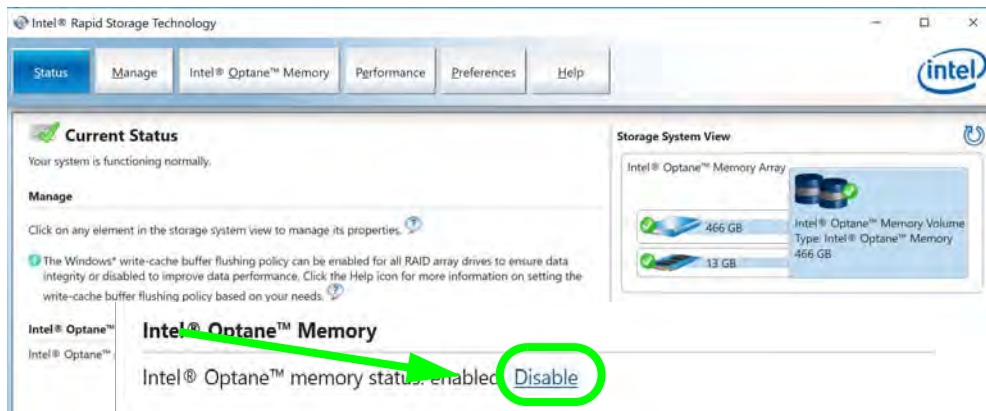 Intel® Rapid Storage Technology
Status
Manage
Intel® Optane™ Memory
Performance
Preferences
Help
intel
Current Status
Your system is functioning normally.
Manage
Click on any element in the storage system view to manage its properties.
The Windows* write-cache buffer flushing policy can be enabled for all RAID array drives to ensure data
integrity or disabled to improve data performance. Click the Help icon for more information on setting the
write-cache buffer flushing policy based on your needs.
Intel® Optane™
Intel® Optane™
Storage System View
Intel® Optane™ Memory Array
466 GB
13 GB
Intel® Optane™ Memory Volume
Type: Intel® Optane™ Memory
466 GB
Intel® Optane™ Memory
Intel® Optane™ memory status: enabled Disable